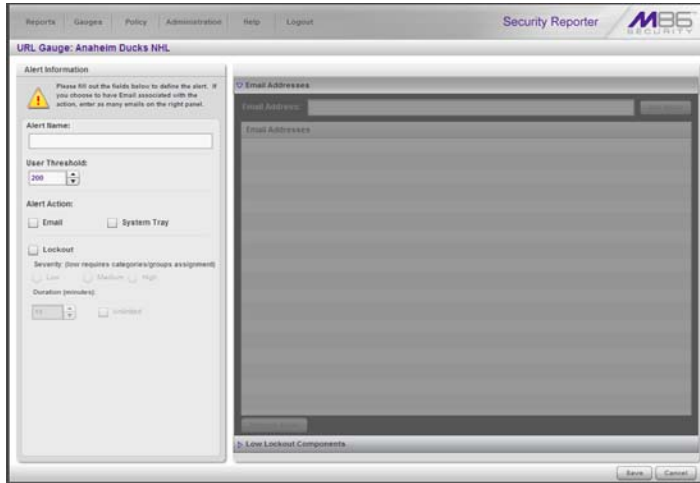 Reports Gauges Policy Administration Help Logout
Security Reporter
M86
SECURITY
URL Gauge: Anaheim Ducks NHL
Alert Information
Please fill out the fields below to define the alert. If
you choose to have Email associated with the
action, enter as many emails on the right panel.
Alert Name:
User Threshold:
200
Alert Action:
Email System Tray
Lockout
Severity: (low requires categories/groups assignment)
Low Medium High
Duration (minutes):
Unlimited
Email Addresses
Email Address:
Email Addresses
Low Lockout Components
Save Cancel